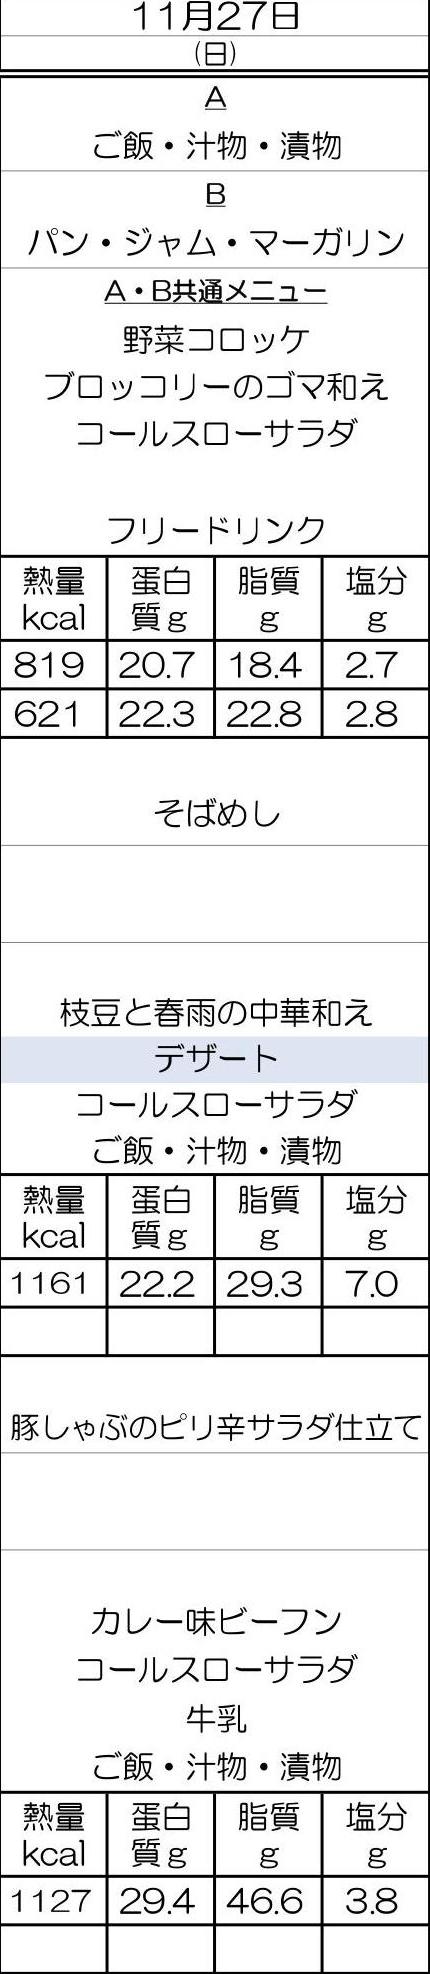 11月27日
(日)
A
ご飯・汁物・漬物
B
パン・ジャム・マーガリン
A・B共通メニュー
野菜コロッケ
ブロッコリーのゴマ和え
コールスローサラダ
フリードリンク
熱量 蛋白 脂質 塩分
kcal 質g g g
819 20.7 18.4 2.7
621 22.3 22.8 2.8
そばめし
枝豆と春雨の中華和え
デザート
コールスローサラダ
ご飯・汁物・漬物
熱量 蛋白 脂質 塩分
kcal 質g g g
1161 22.2 29.3 7.0
豚しゃぶのピリ辛サラダ仕立て
カレー味ビーフン
コールスローサラダ
牛乳
ご飯・汁物・漬物
熱量 蛋白 脂質 塩分
kcal 質g g g
1127 29.4 46.6 3.8